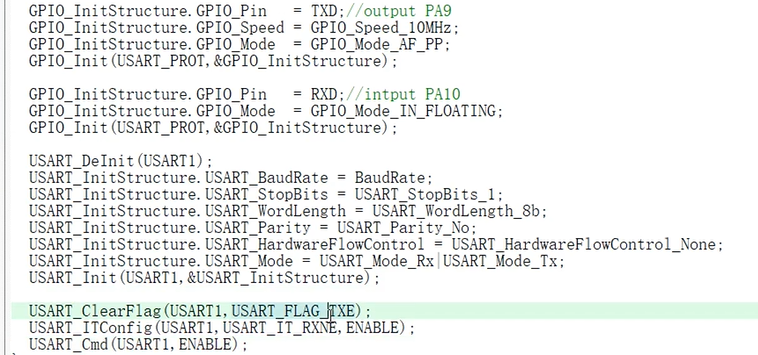 GPIO_InitStructure.GPIO_Pin   = TXD;//output PA9
GPIO_InitStructure.GPIO_Speed = GPIO_Speed_10MHz;
GPIO_InitStructure.GPIO_Mode  = GPIO_Mode_AF_PP;
GPIO_Init(USART_PROT,&GPIO_InitStructure);
GPIO_InitStructure.GPIO_Pin   = RXD;//intput PA10
GPIO_InitStructure.GPIO_Mode  = GPIO_Mode_IN_FLOATING;
GPIO_Init(USART_PROT,&GPIO_InitStructure);
USART_DeInit(USART1);
USART_InitStructure.USART_BaudRate = BaudRate;
USART_InitStructure.USART_StopBits = USART_StopBits_1;
USART_InitStructure.USART_WordLength = USART_WordLength_8b;
USART_InitStructure.USART_Parity = USART_Parity_No;
USART_InitStructure.USART_HardwareFlowControl = USART_HardwareFlowControl_None;
USART_InitStructure.USART_Mode = USART_Mode_Rx|USART_Mode_Tx;
USART_Init(USART1,&USART_InitStructure);
USART_ClearFlag(USART1,USART_FLAG_TXE);
USART_ITConfig(USART1,USART_IT_RXNE,ENABLE);
USART_Cmd(USART1,ENABLE);